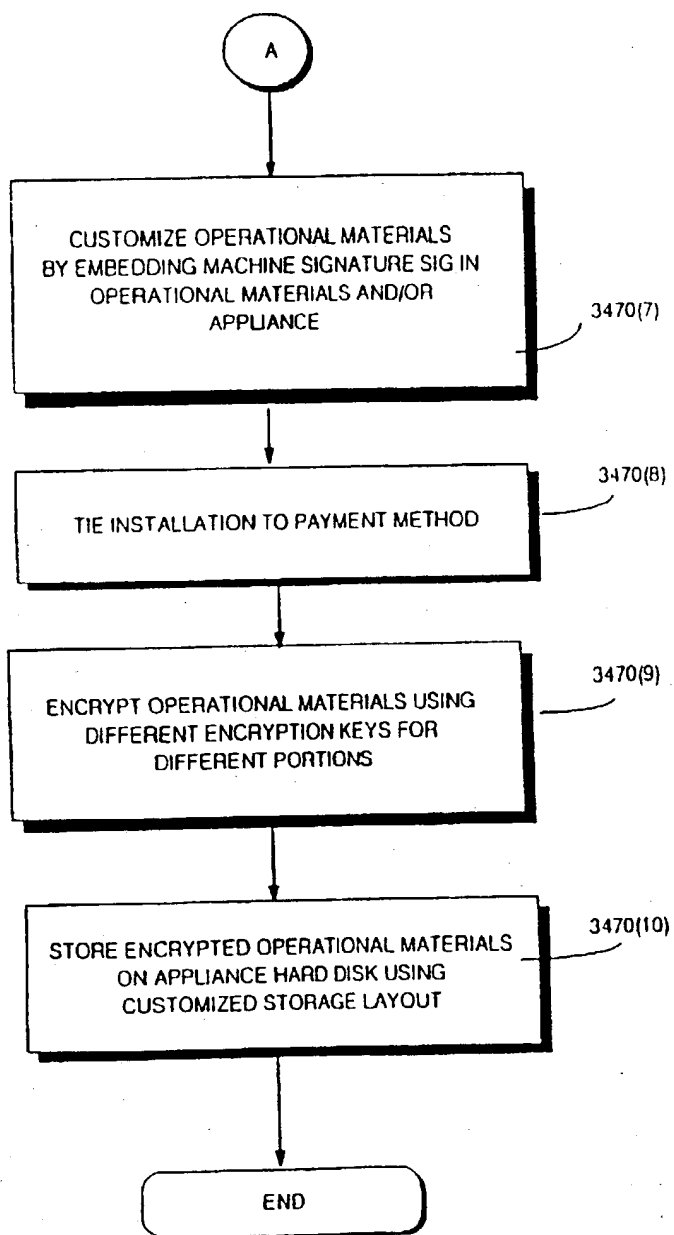 A
CUSTOMIZE OPERATIONAL MATERIALS
BY EMBEDDING MACHINE SIGNATURE SIG IN
OPERATIONAL MATERIALS AND/OR
APPLIANCE
3470(7)
3470(8)
TIE INSTALLATION TO PAYMENT METHOD
3470(9)
ENCRYPT OPERATIONAL MATERIALS USING
DIFFERENT ENCRYPTION KEYS FOR
DIFFERENT PORTIONS
3470(10)
STORE ENCRYPTED OPERATIONAL MATERIALS
ON APPLIANCE HARD DISK USING
CUSTOMIZED STORAGE LAYOUT
END